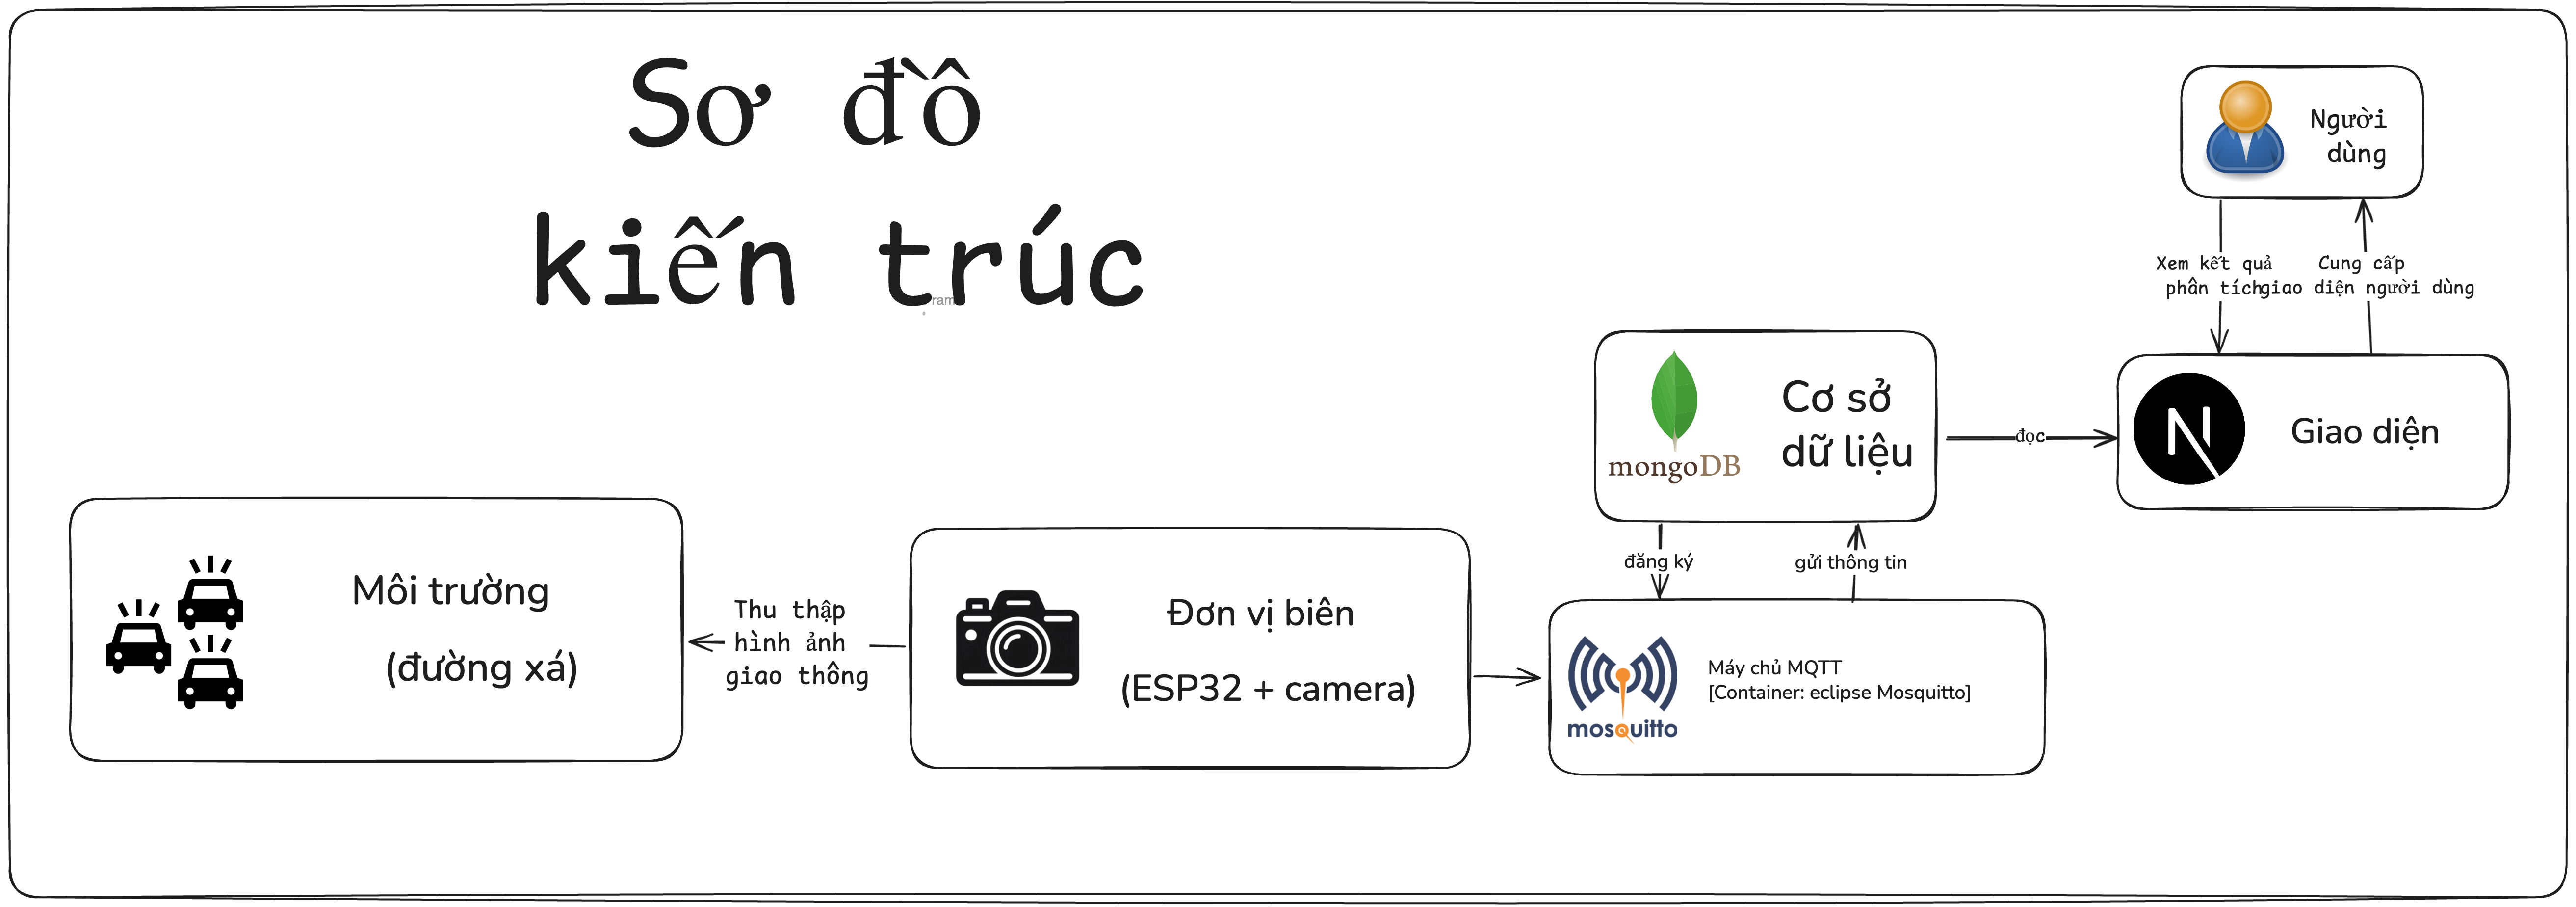 Sơ đồ
kiến trúc
ram
Người
dùng
Xem kết quả
phân tích
Cung cấp
giao diện người dùng
mongoDB
Cơ sở
dữ liệu
đọc
Giao diện
Môi trường
(đường xá)
Thu thập
hình ảnh
giao thông
Đơn vị biên
(ESP32 + camera)
đăng ký
gửi thông tin
mosquitto
Máy chủ MQTT
[Container: eclipse Mosquitto]